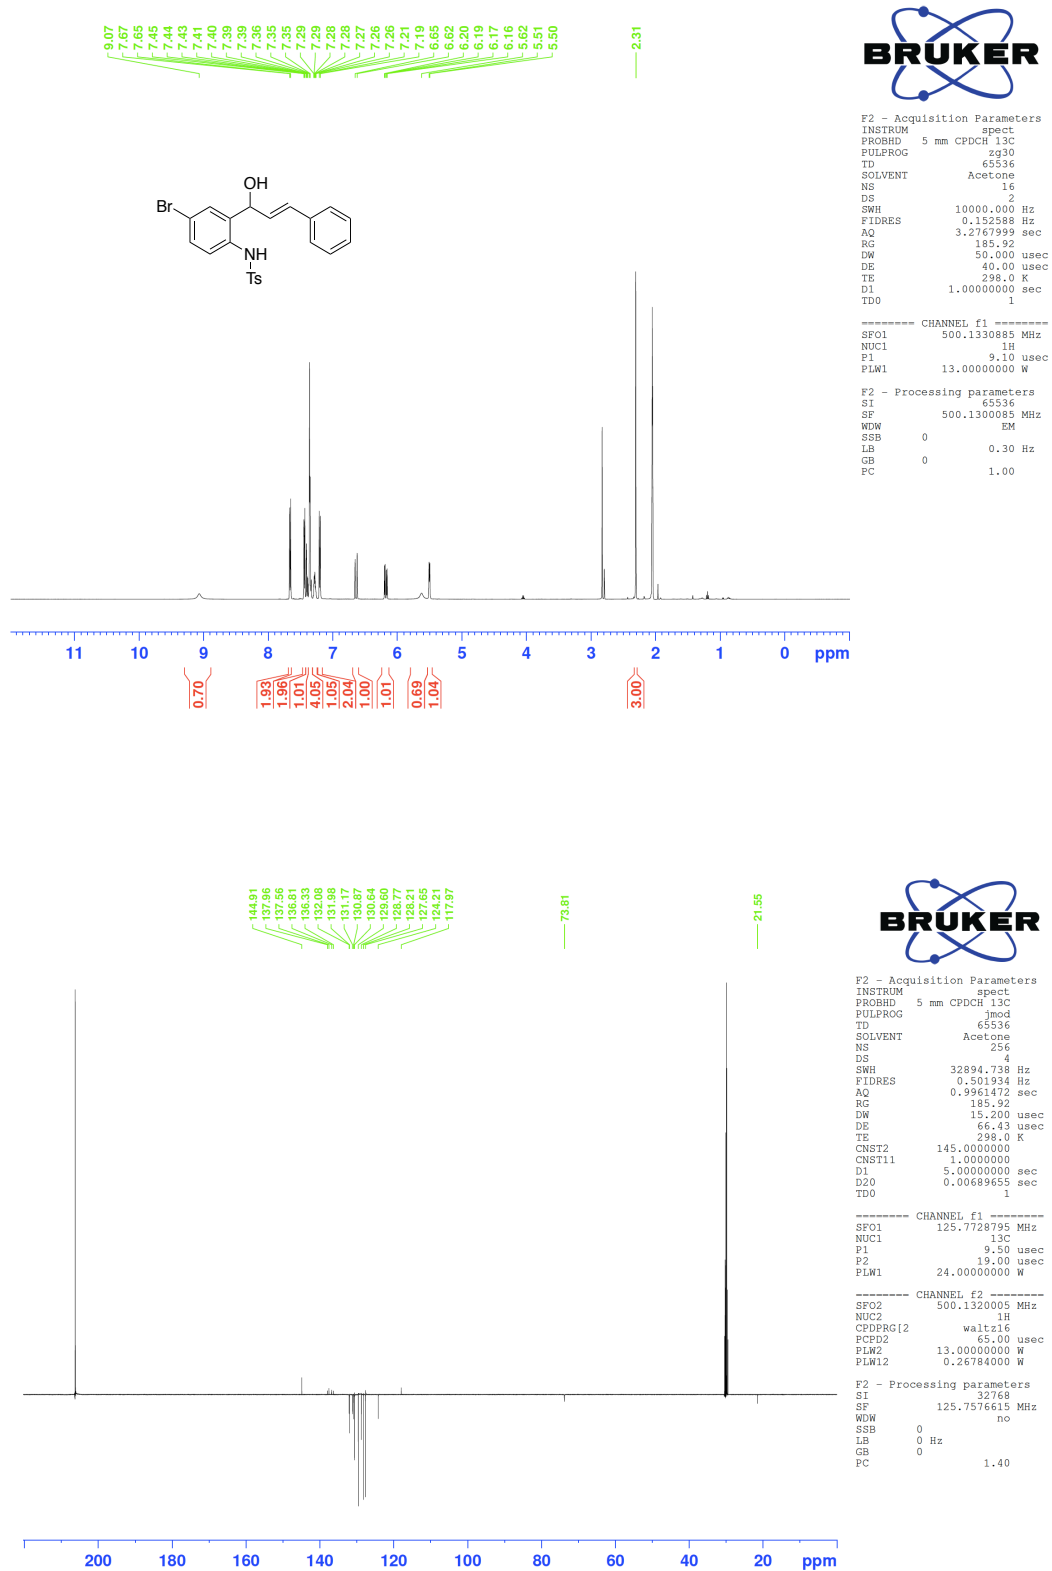 9.07
7.67
7.65
7.45
7.44
7.43
7.41
7.40
7.39
7.39
7.36
7.35
7.35
7.29
7.29
7.28
7.28
7.27
7.26
7.26
7.21
7.19
6.65
6.62
6.20
6.19
6.17
6.16
5.62
5.51
5.50
2.31
BRUKER
F2 - Acquisition Parameters
INSTRUM spect
PROBHD 5 mm CPDCH 13C
PULPROG zg30
TD 65536
SOLVENT Acetone
NS 16
DS 2
SWH 10000.000 Hz
FIDRES 0.152588 Hz
AQ 3.2767999 sec
RG 185.92
DW 50.000 usec
DE 40.00 usec
TE 298.0 K
D1 1.00000000 sec
TD0 1
======== CHANNEL f1 ========
SFO1 500.1330885 MHz
NUC1 1H
P1 9.10 usec
PLW1 13.00000000 W
F2 - Processing parameters
SI 65536
SF 500.1300085 MHz
WDW EM
SSB 0
LB 0.30 Hz
GB 0
PC 1.00
OH
Br
NH
Ts
11 10 9 8 7 6 5 4 3 2 1 0 ppm
0.70
1.93
1.96
1.01
4.05
1.05
2.04
1.00
1.01
0.69
1.04
3.00
144.91
137.96
137.56
136.81
136.33
132.08
131.98
131.17
130.87
130.64
129.60
128.77
128.21
127.65
124.21
117.97
73.81
21.55
BRUKER
F2 - Acquisition Parameters
INSTRUM spect
PROBHD 5 mm CPDCH 13C
PULPROG jmod
TD 65536
SOLVENT Acetone
NS 256
DS 4
SWH 32894.738 Hz
FIDRES 0.501934 Hz
AQ 0.9961472 sec
RG 185.92
DW 15.200 usec
DE 66.43 usec
TE 298.0 K
CNST2 145.0000000
CNST11 1.0000000
D1 5.00000000 sec
D20 0.00689655 sec
TD0 1
======== CHANNEL f1 ========
SFO1 125.7728795 MHz
NUC1 13C
P1 9.50 usec
P2 19.00 usec
PLW1 24.00000000 W
======== CHANNEL f2 ========
SFO2 500.1320005 MHz
NUC2 1H
CPDPRG[2 waltz16
PCPD2 65.00 usec
PLW2 13.00000000 W
PLW12 0.26784000 W
F2 - Processing parameters
SI 32768
SF 125.7576615 MHz
WDW no
SSB 0
LB 0 Hz
GB 0
PC 1.40
200 180 160 140 120 100 80 60 40 20 ppm